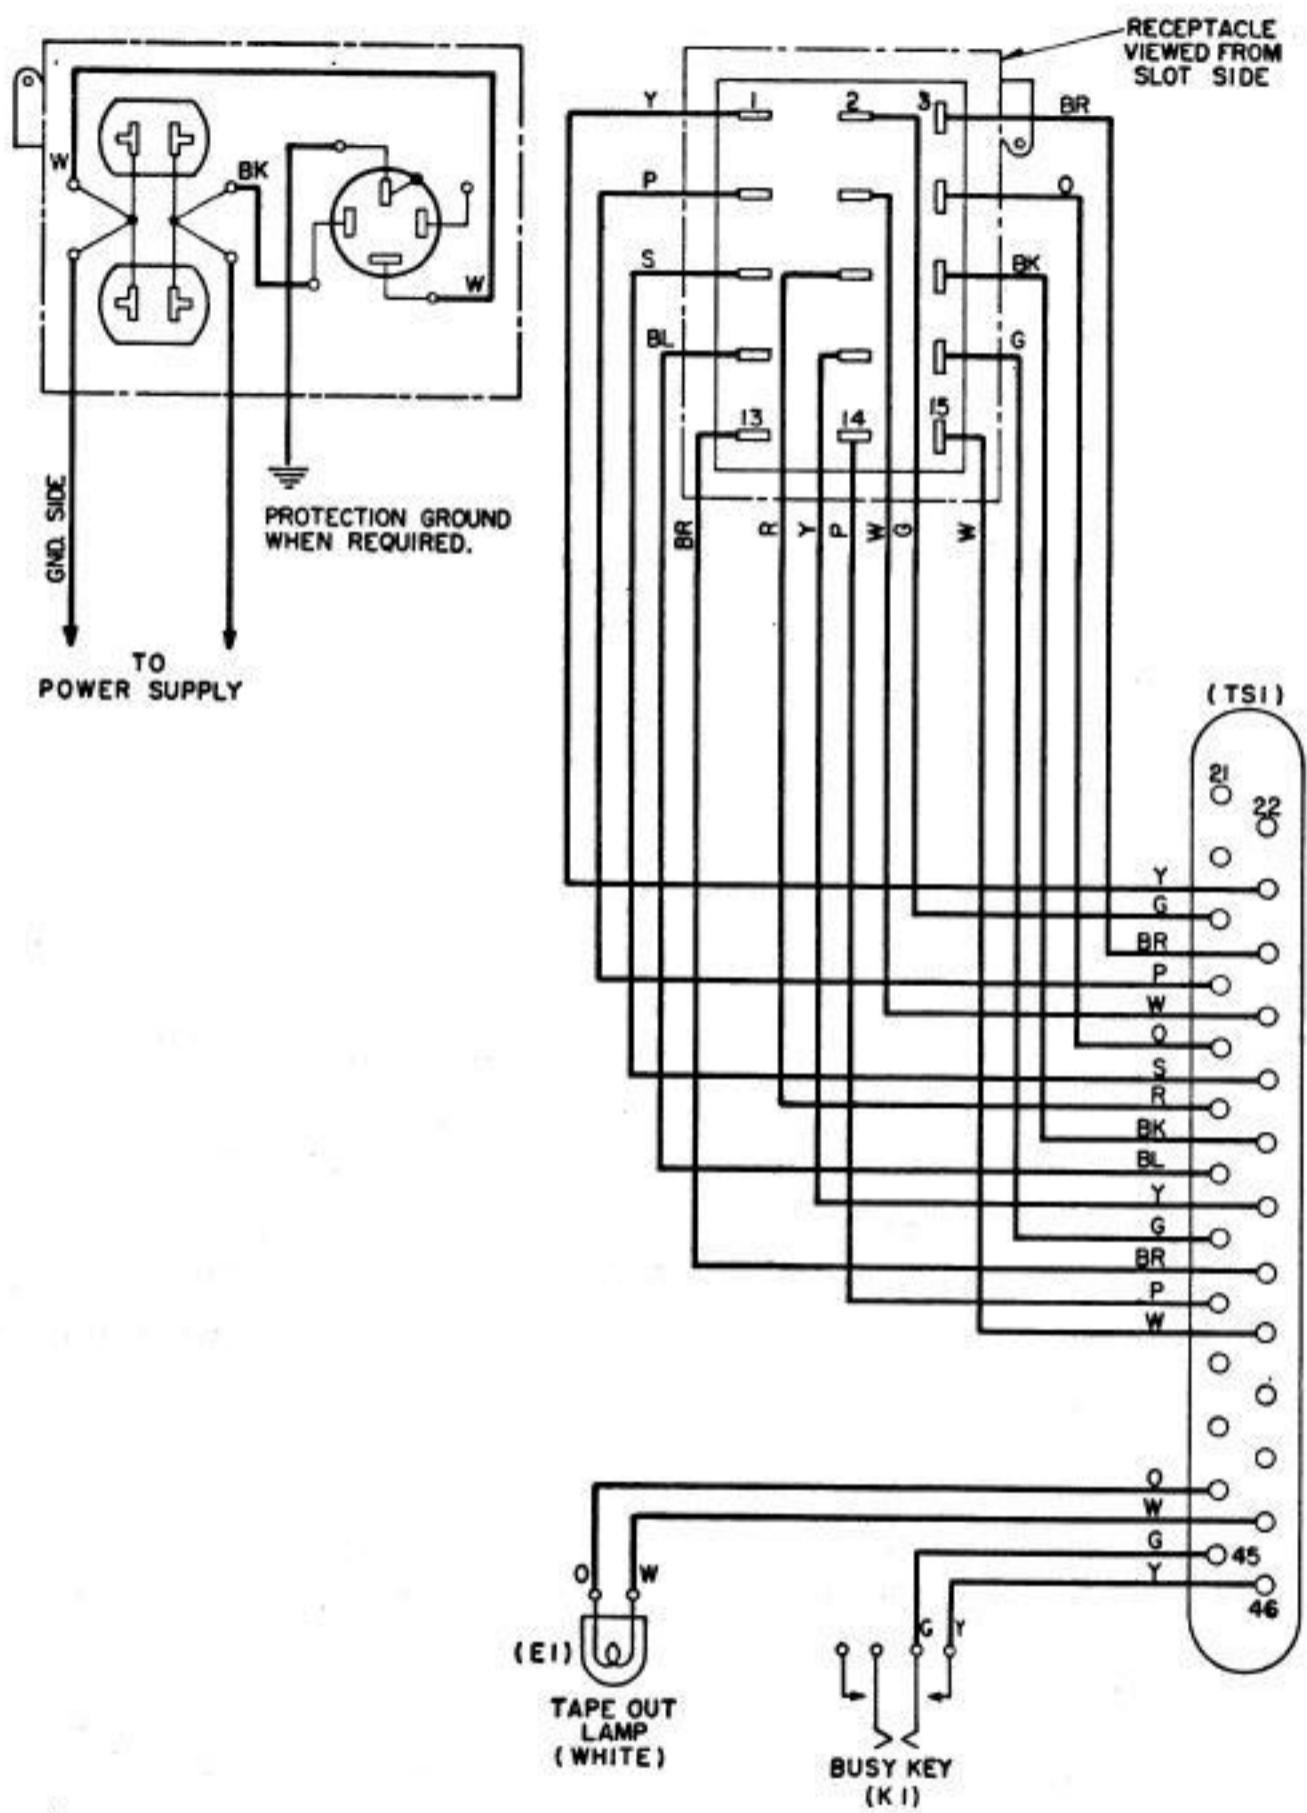 RECEPTACLE
VIEWED FROM
SLOT SIDE
W
BK
W
GND. SIDE
PROTECTION GROUND
WHEN REQUIRED.
TO
POWER SUPPLY
Y
1
2
3
BR
P
O
S
BK
BL
G
13
14
15
BR
R
Y
P
W
G
W
(TS1)
21
22
Y
G
BR
P
W
O
S
R
BK
BL
Y
G
BR
P
W
O
W
G
45
Y
46
O
W
(E1)
TAPE OUT
LAMP
(WHITE)
G
Y
BUSY KEY
(K1)